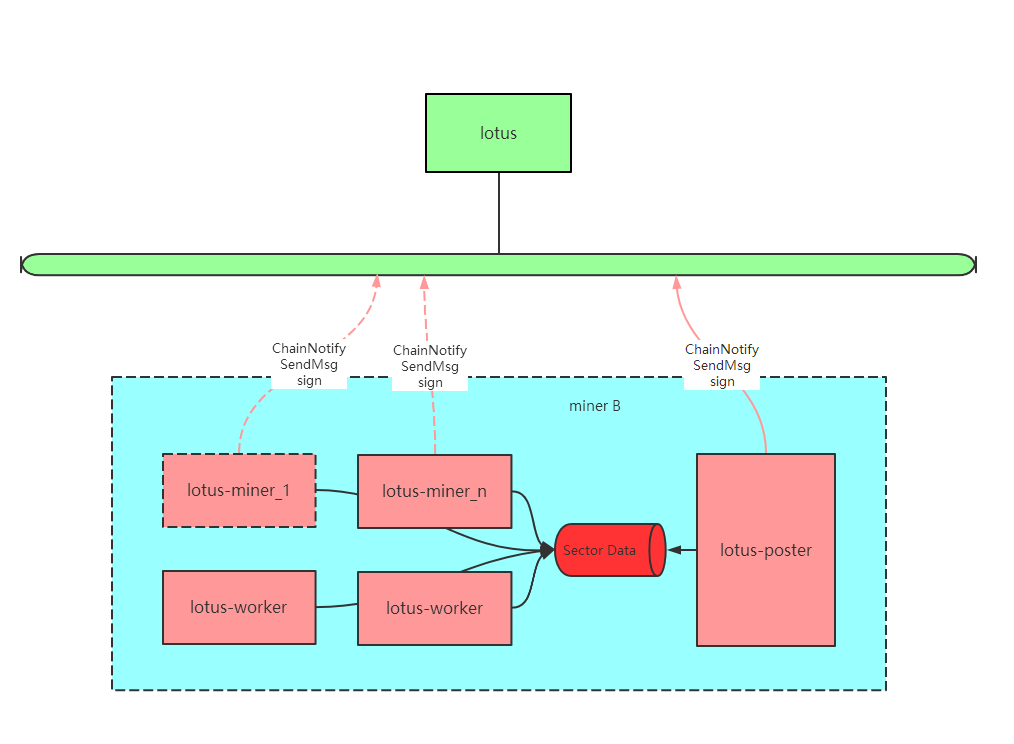 lotus
ChainNotify
SendMsg
sign
ChainNotify
SendMsg
sign
ChainNotify
SendMsg
sign
miner B
lotus-miner_1
lotus-miner_n
Sector Data
lotus-poster
lotus-worker
lotus-worker